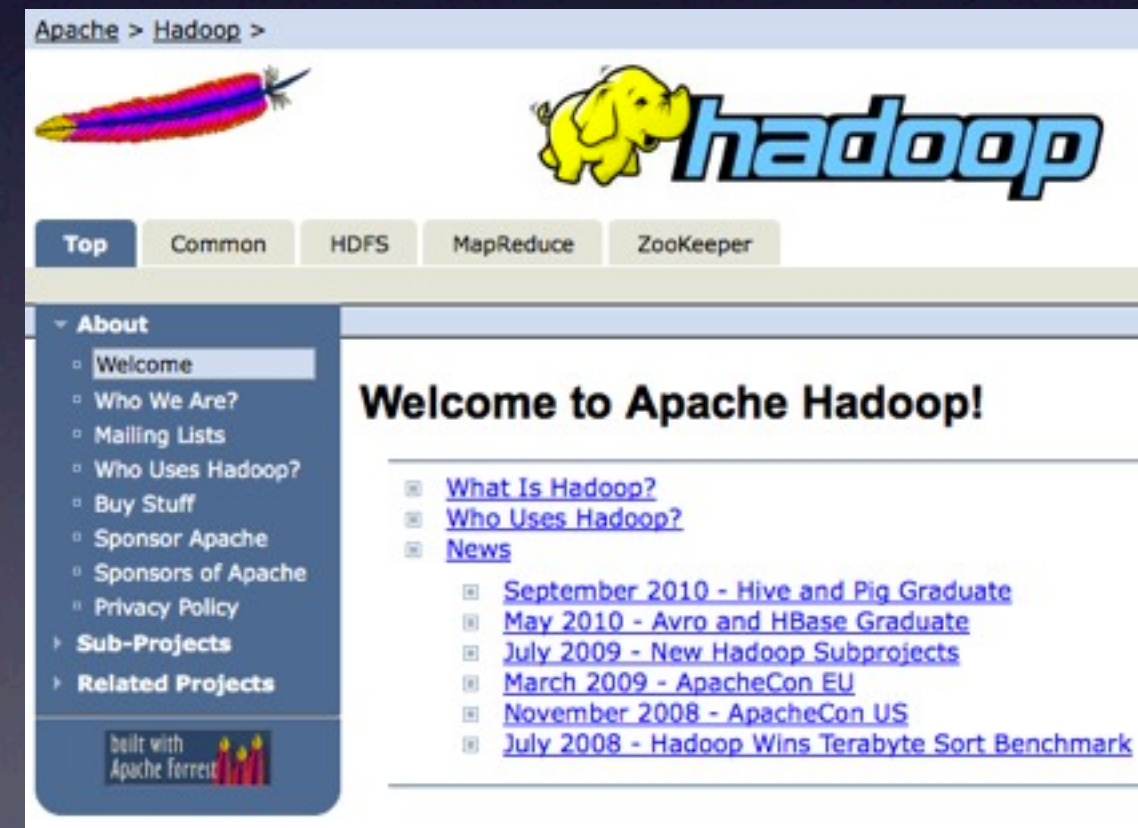 Apache > Hadoop >
hadoop
Top Common HDFS MapReduce ZooKeeper
About
Welcome
Who We Are?
Mailing Lists
Who Uses Hadoop?
Buy Stuff
Sponsor Apache
Sponsors of Apache
Privacy Policy
Sub-Projects
Related Projects
built with
Apache Forrest
Welcome to Apache Hadoop!
What Is Hadoop?
Who Uses Hadoop?
News
September 2010 - Hive and Pig Graduate
May 2010 - Avro and HBase Graduate
July 2009 - New Hadoop Subprojects
March 2009 - ApacheCon EU
November 2008 - ApacheCon US
July 2008 - Hadoop Wins Terabyte Sort Benchmark